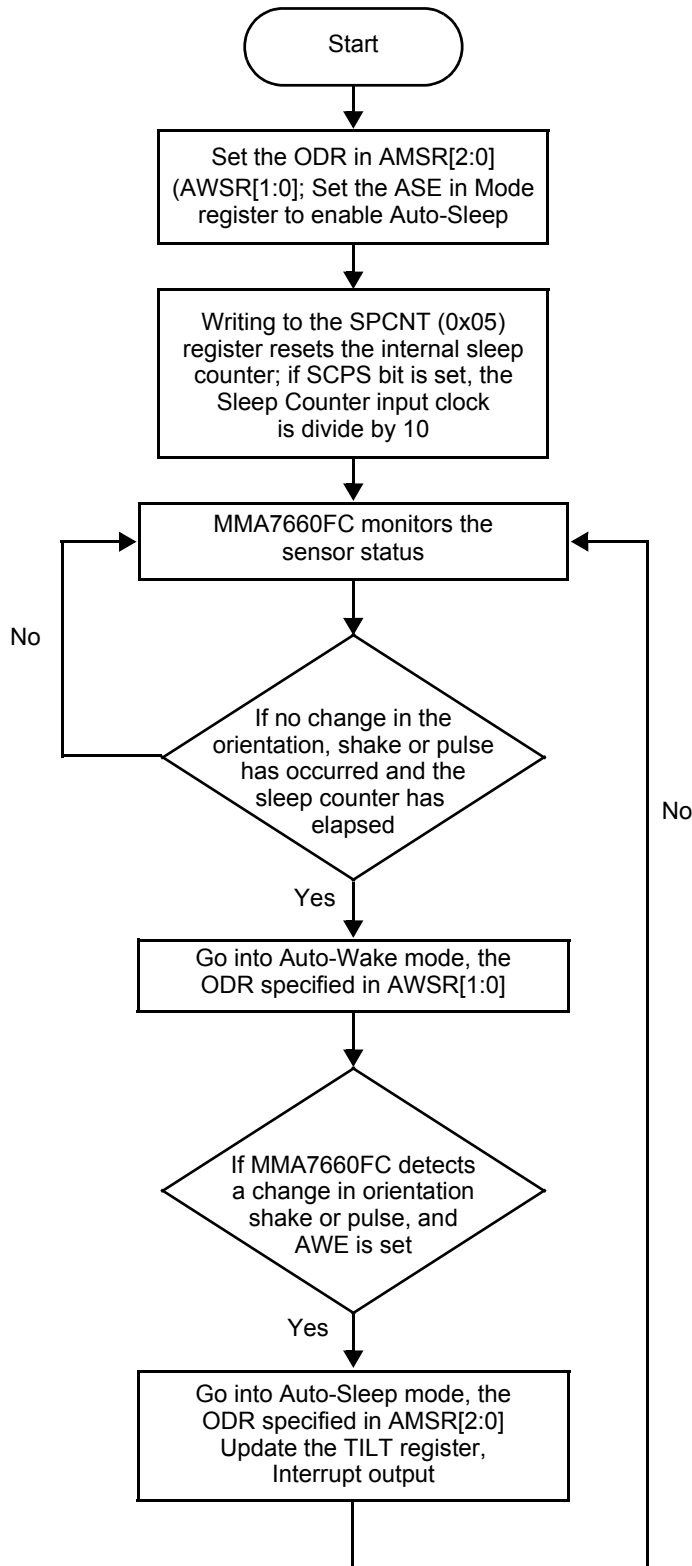 Start
Set the ODR in AMSR[2:0]
(AWSR[1:0]; Set the ASE in Mode
register to enable Auto-Sleep
Writing to the SPCNT (0x05)
register resets the internal sleep
counter; if SCPS bit is set, the
Sleep Counter input clock
is divide by 10
MMA7660FC monitors the
sensor status
No
If no change in the
orientation, shake or pulse
has occurred and the
sleep counter has
elapsed
No
Yes
Go into Auto-Wake mode, the
ODR specified in AWSR[1:0]
If MMA7660FC detects
a change in orientation
shake or pulse, and
AWE is set
Yes
Go into Auto-Sleep mode, the
ODR specified in AMSR[2:0]
Update the TILT register,
Interrupt output